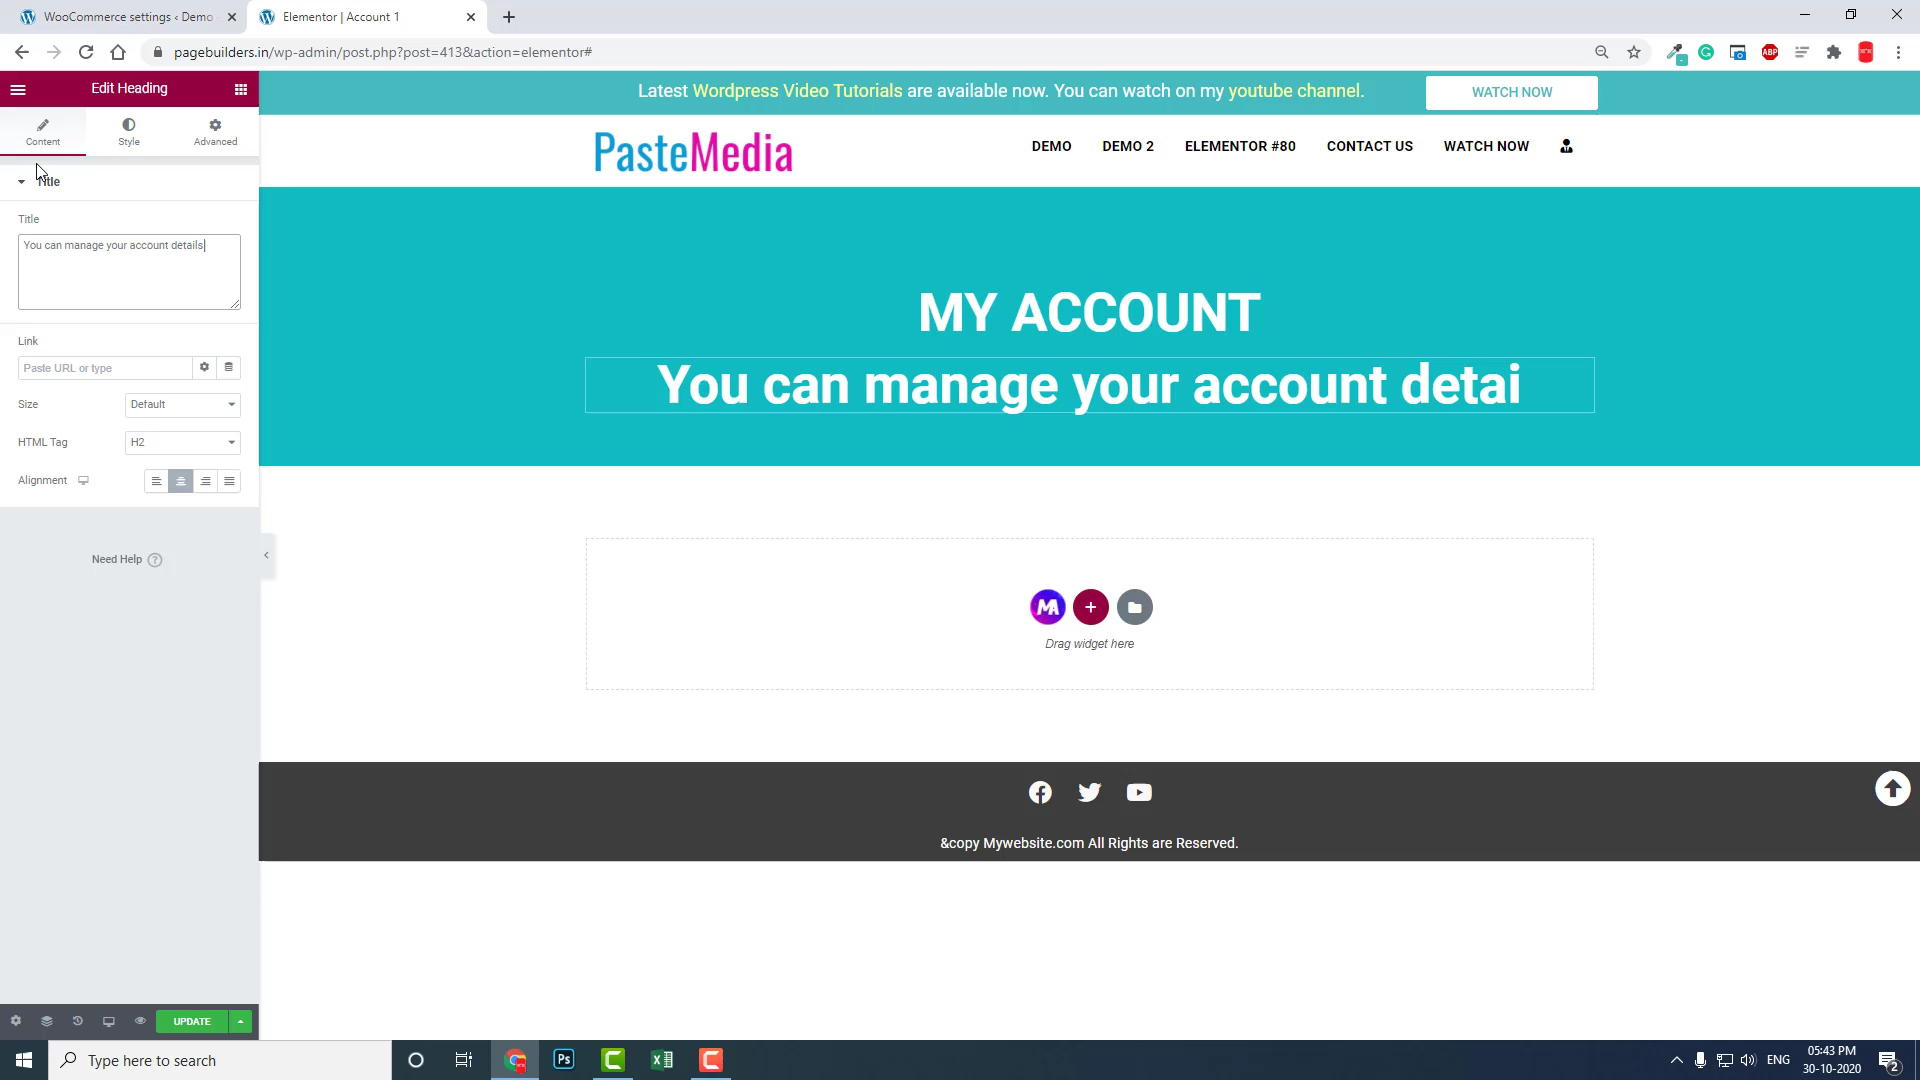 WooCommerce settings ‹ Demo
Elementor | Account 1
pagebuilders.in/wp-admin/post.php?post=413&action=elementor#
ABP
Edit Heading
Content
Style
Advanced
Title
Title
You can manage your account details
Link
Paste URL or type
Size
Default
HTML Tag
H2
Alignment
Need Help
UPDATE
Latest Wordpress Video Tutorials are available now. You can watch on my youtube channel.
WATCH NOW
PasteMedia
DEMO
DEMO 2
ELEMENTOR #80
CONTACT US
WATCH NOW
MY ACCOUNT
You can manage your account detai
Drag widget here
&copy Mywebsite.com All Rights are Reserved.
Type here to search
Ps
ENG
05:43 PM
30-10-2020
2